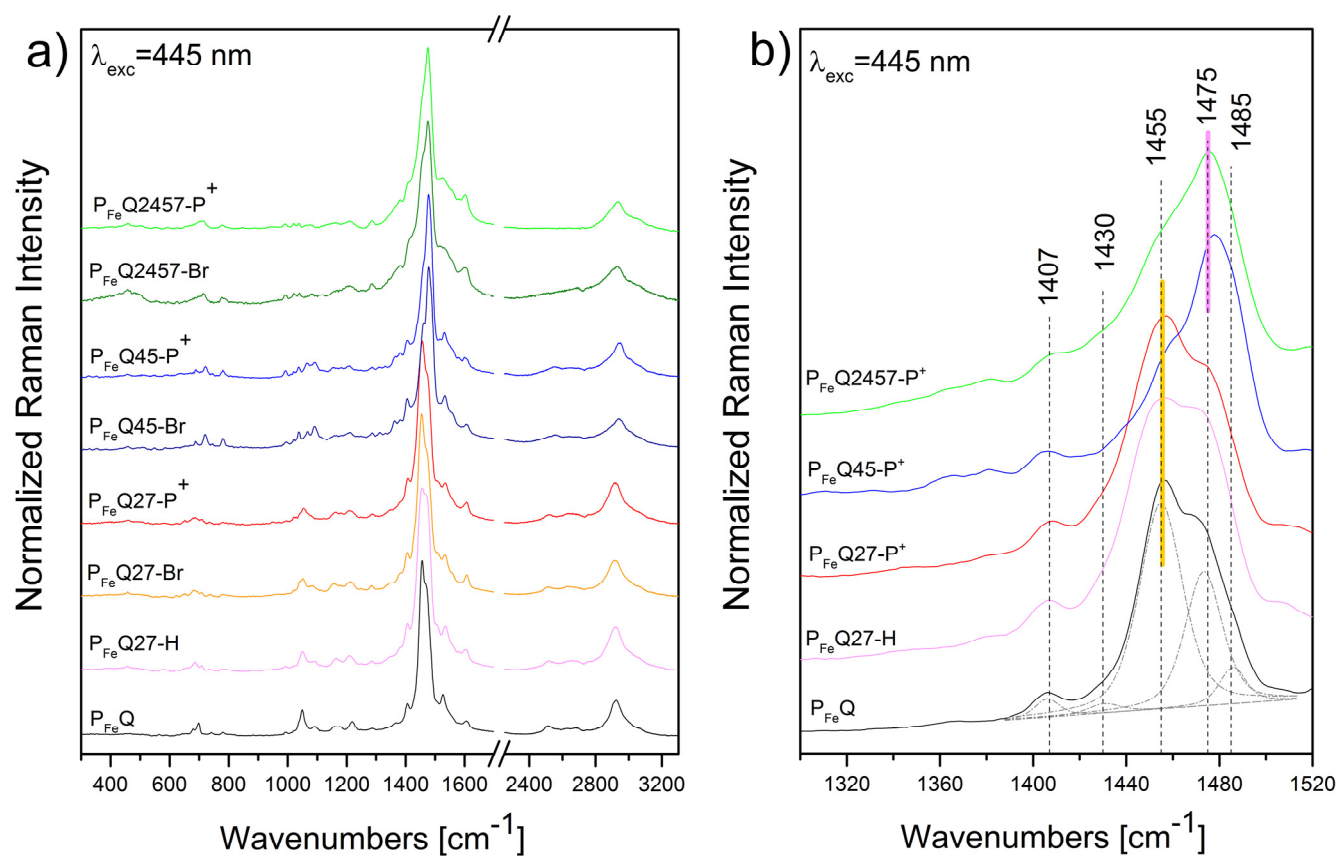 a)
λexc=445 nm
PFeQ2457-P+
PFeQ2457-Br
PFeQ45-P+
PFeQ45-Br
PFeQ27-P+
PFeQ27-Br
PFeQ27-H
PFeQ
Normalized Raman Intensity
400 800 1000 1200 1400 1600 2400 2800 3200
Wavenumbers [cm-1]
b)
λexc=445 nm
1407
1430
1455
1475
1485
PFeQ2457-P+
PFeQ45-P+
PFeQ27-P+
PFeQ27-H
PFeQ
Normalized Raman Intensity
1320 1360 1400 1440 1480 1520
Wavenumbers [cm-1]